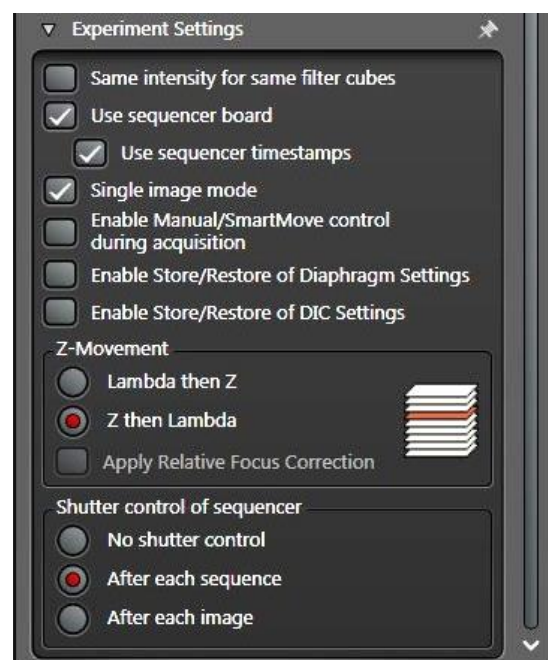 Experiment Settings
Same intensity for same filter cubes
Use sequencer board
Use sequencer timestamps
Single image mode
Enable Manual/SmartMove control
during acquisition
Enable Store/Restore of Diaphragm Settings
Enable Store/Restore of DIC Settings
Z-Movement
Lambda then Z
Z then Lambda
Apply Relative Focus Correction
Shutter control of sequencer
No shutter control
After each sequence
After each image